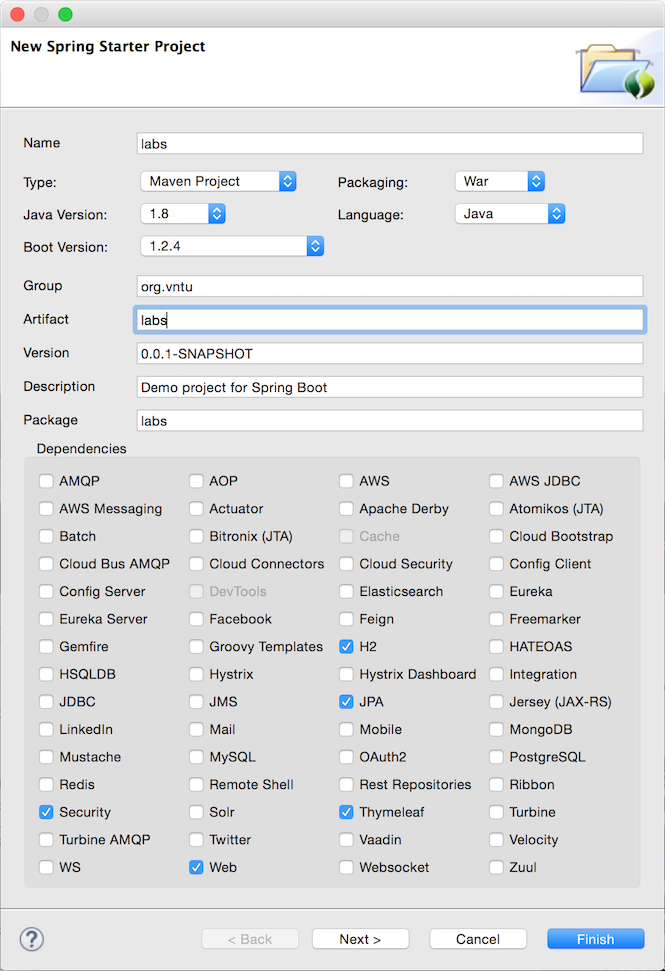 New Spring Starter Project
Name labs
Type: Maven Project Packaging: War
Java Version: 1.8 Language: Java
Boot Version: 1.2.4
Group org.vntu
Artifact labs
Version 0.0.1-SNAPSHOT
Description Demo project for Spring Boot
Package labs
Dependencies
AMQP AOP AWS AWS JDBC
AWS Messaging Actuator Apache Derby Atomikos (JTA)
Batch Bitronix (JTA) Cache Cloud Bootstrap
Cloud Bus AMQP Cloud Connectors Cloud Security Config Client
Config Server DevTools Elasticsearch Eureka
Eureka Server Facebook Feign Freemarker
Gemfire Groovy Templates H2 HATEOAS
HSQLDB Hystrix Hystrix Dashboard Integration
JDBC JMS JPA Jersey (JAX-RS)
LinkedIn Mail Mobile MongoDB
Mustache MySQL OAuth2 PostgreSQL
Redis Remote Shell Rest Repositories Ribbon
Security Solr Thymeleaf Turbine
Turbine AMQP Twitter Vaadin Velocity
WS Web Websocket Zuul
? < Back Next > Cancel Finish